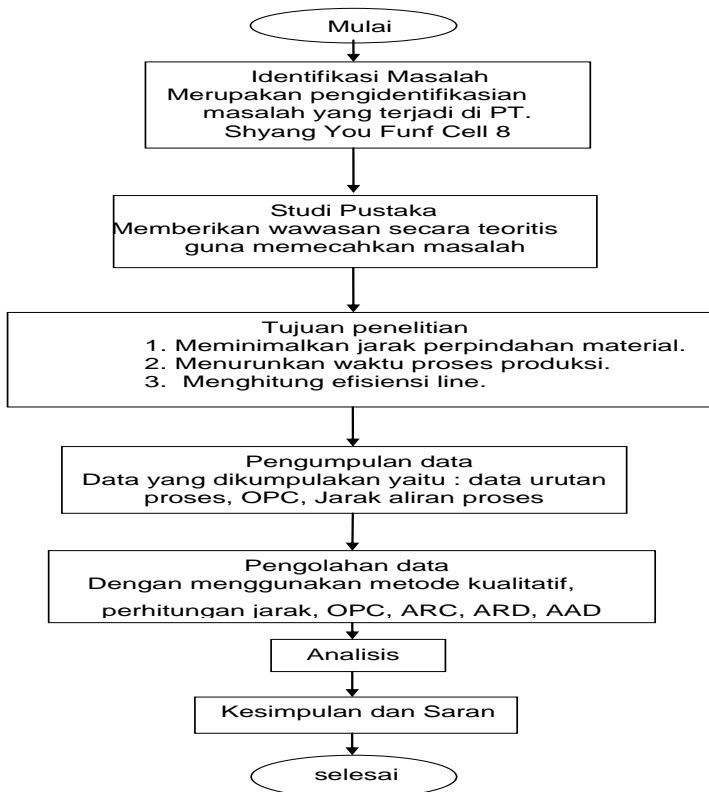 Mulai
Identifikasi Masalah
Merupakan pengidentifikasian
masalah yang terjadi di PT.
Shyang You Funf Cell 8
Studi Pustaka
Memberikan wawasan secara teoritis
guna memecahkan masalah
Tujuan penelitian
1. Meminimalkan jarak perpindahan material.
2. Menurunkan waktu proses produksi.
3. Menghitung efisiensi line.
Pengumpulan data
Data yang dikumpulakan yaitu : data urutan
proses, OPC, Jarak aliran proses
Pengolahan data
Dengan menggunakan metode kualitatif,
perhitungan jarak, OPC, ARC, ARD, AAD
Analisis
Kesimpulan dan Saran
selesai